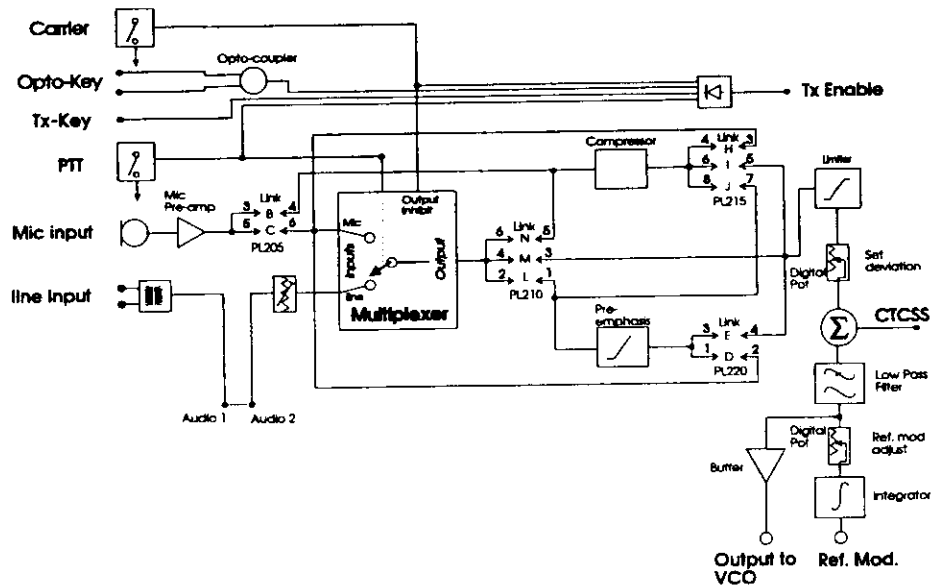 Carrier
Opto-coupler
Opto-Key
Tx Enable
Tx-Key
PTT
Mic
Pre-amp
Mic input
Link
3 B 4
5 C 6
PL205
Output
Inhibit
Mic
Inputs
Output
line
Multiplexer
line input
Audio 1
Audio 2
Compressor
4 Link 3
H
6 I 5
8 J 7
PL215
Link
6 N 5
4 M 3
2 L 1
PL210
Pre-
emphasis
Link
3 E 4
1 D 2
PL220
Limiter
Digital
Pot
Set
deviation
Σ
CTCSS
Low Pass
Filter
Digital
Pot
Ref. mod
adjust
Buffer
Integrator
Output to
VCO
Ref. Mod.